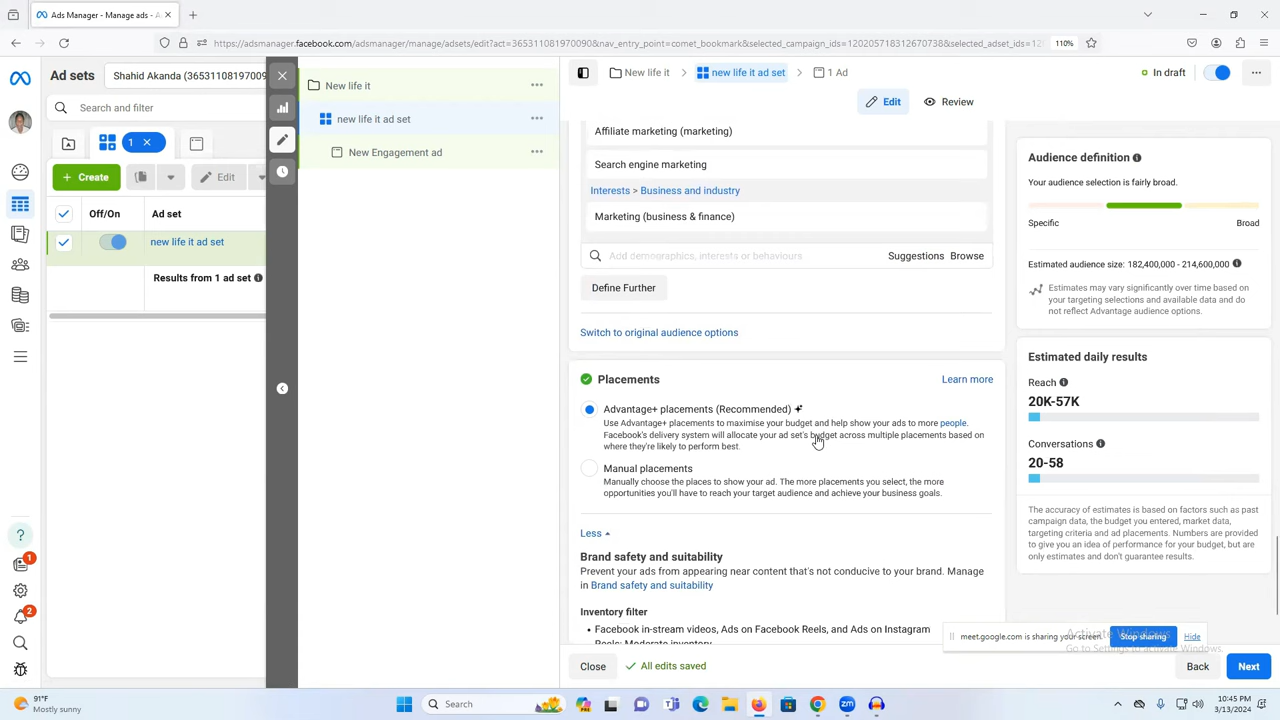 Ads Manager - Manage ads - A
https://adsmanager.facebook.com/adsmanager/manage/adsets/edit?act=365311081970090&nav_entry_point=comet_bookmark&selected_campaign_ids=120205718312670738&selected_adset_ids=12
110%
Ad sets
Shahid Akanda (36531108197009
Search and filter
1
Create
Edit
Off/On
Ad set
new life it ad set
Results from 1 ad set
New life it
new life it ad set
New Engagement ad
New life it
new life it ad set
1 Ad
In draft
Edit
Review
Affiliate marketing (marketing)
Search engine marketing
Interests > Business and industry
Marketing (business & finance)
Add demographics, interests or behaviours
Suggestions
Browse
Define Further
Switch to original audience options
Placements
Learn more
Advantage+ placements (Recommended)
Use Advantage+ placements to maximise your budget and help show your ads to more people.
Facebook's delivery system will allocate your ad set's budget across multiple placements based on
where they're likely to perform best.
Manual placements
Manually choose the places to show your ad. The more placements you select, the more
opportunities you'll have to reach your target audience and achieve your business goals.
Less
Brand safety and suitability
Prevent your ads from appearing near content that's not conducive to your brand. Manage
in Brand safety and suitability
Inventory filter
• Facebook in-stream videos, Ads on Facebook Reels, and Ads on Instagram
Reels: Moderate inventory
Close
All edits saved
Back
Next
Audience definition
Your audience selection is fairly broad.
Specific
Broad
Estimated audience size: 182,400,000 - 214,600,000
Estimates may vary significantly over time based on
your targeting selections and available data and do
not reflect Advantage audience options.
Estimated daily results
Reach
20K-57K
Conversations
20-58
The accuracy of estimates is based on factors such as past
campaign data, the budget you entered, market data,
targeting criteria and ad placements. Numbers are provided
to give you an idea of performance for your budget, but are
only estimates and don't guarantee results.
meet.google.com is sharing your screen.
Stop sharing
Hide
Activate Windows
Go to Settings to activate Windows.
1
2
91°F
Mostly sunny
Search
10:45 PM
3/13/2024